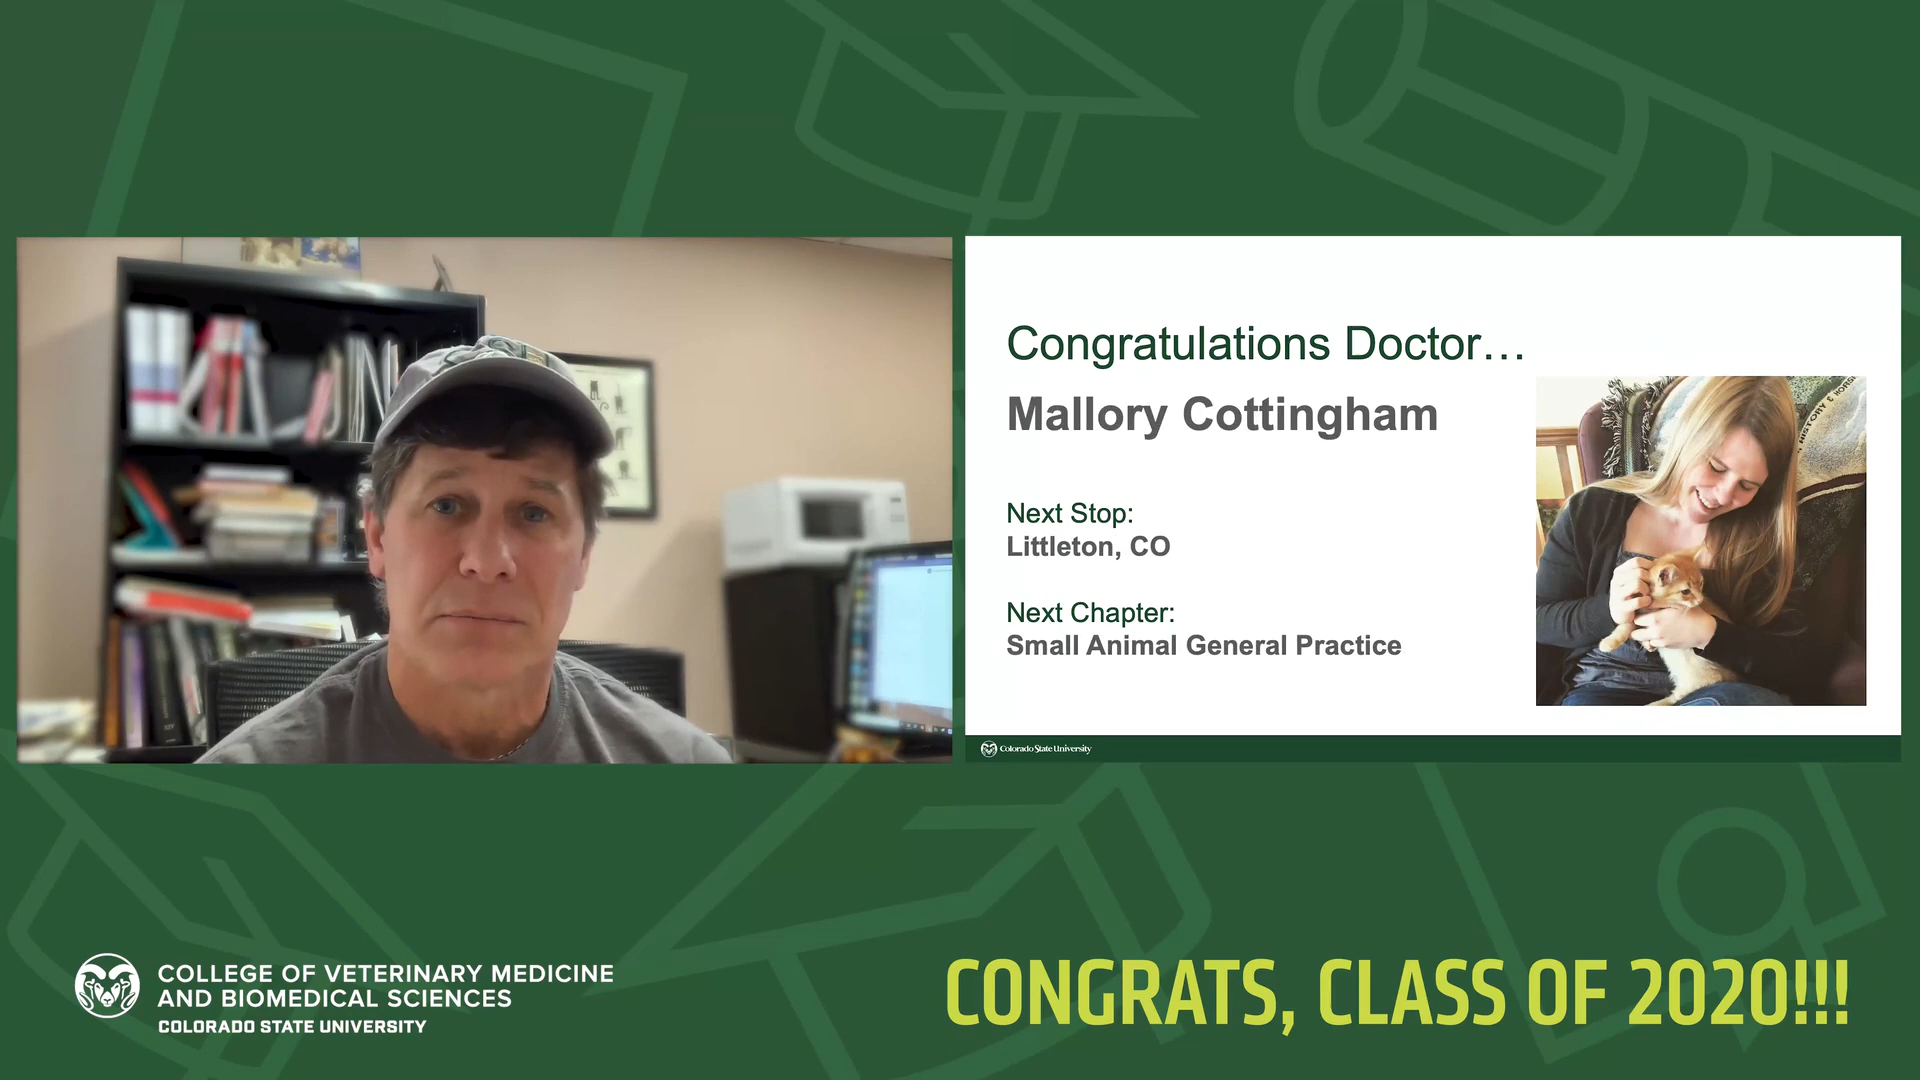 Congratulations Doctor…
Mallory Cottingham
Next Stop:
Littleton, CO
Next Chapter:
Small Animal General Practice
HISTORY &
Colorado State University
COLLEGE OF VETERINARY MEDICINE
AND BIOMEDICAL SCIENCES
COLORADO STATE UNIVERSITY
CONGRATS, CLASS OF 2020!!!